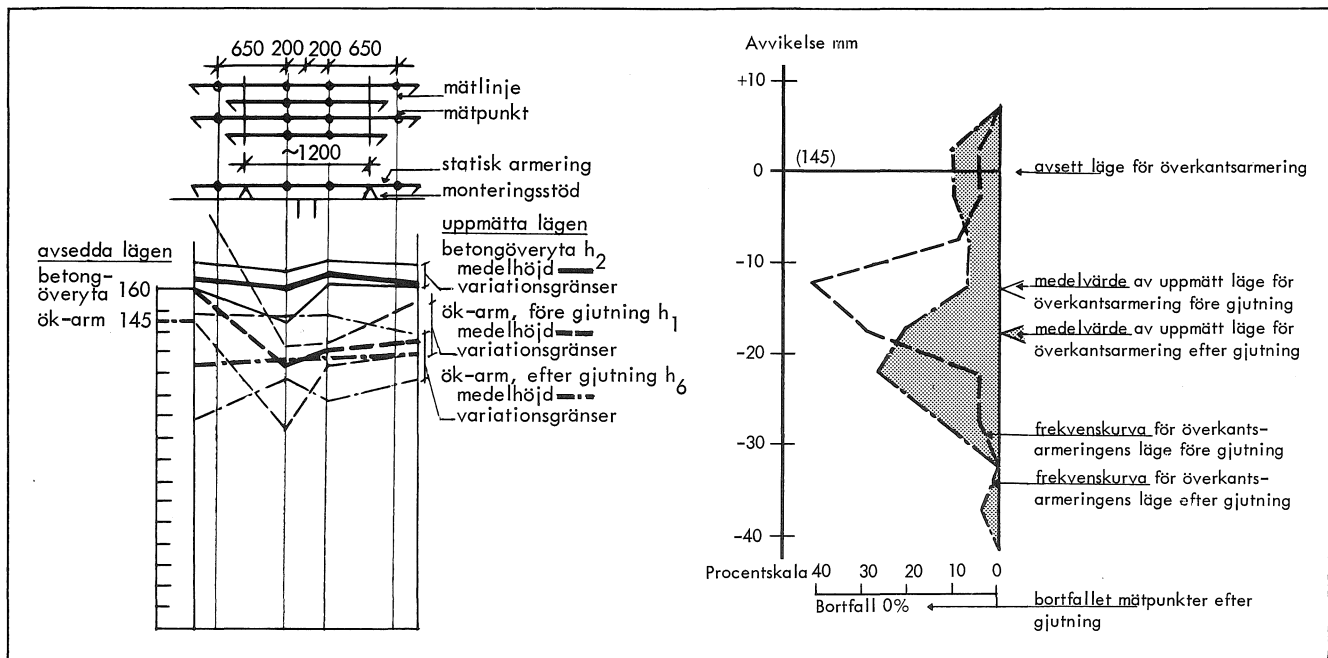 650 200 200 650
mätlinje
mätpunkt
~1200
statisk armering
monteringsstöd
avsedda lägen
betong-
överyta 160
ök-arm 145
uppmätta lägen
betongöveryta h2
medelhöjd
variationsgränser
ök-arm, före gjutning h1
medelhöjd
variationsgränser
ök-arm, efter gjutning h6
medelhöjd
variationsgränser
Avvikelse mm
+10
0
(145)
-10
-20
-30
-40
avsett läge för överkantsarmering
medelvärde av uppmätt läge för
överkantsarmering före gjutning
medelvärde av uppmätt läge för
överkantsarmering efter gjutning
frekvenskurva för överkants-
armeringens läge före gjutning
frekvenskurva för överkants-
armeringens läge efter gjutning
Procentskala 40 30 20 10 0
Bortfall 0%
bortfallet mätpunkter efter
gjutning